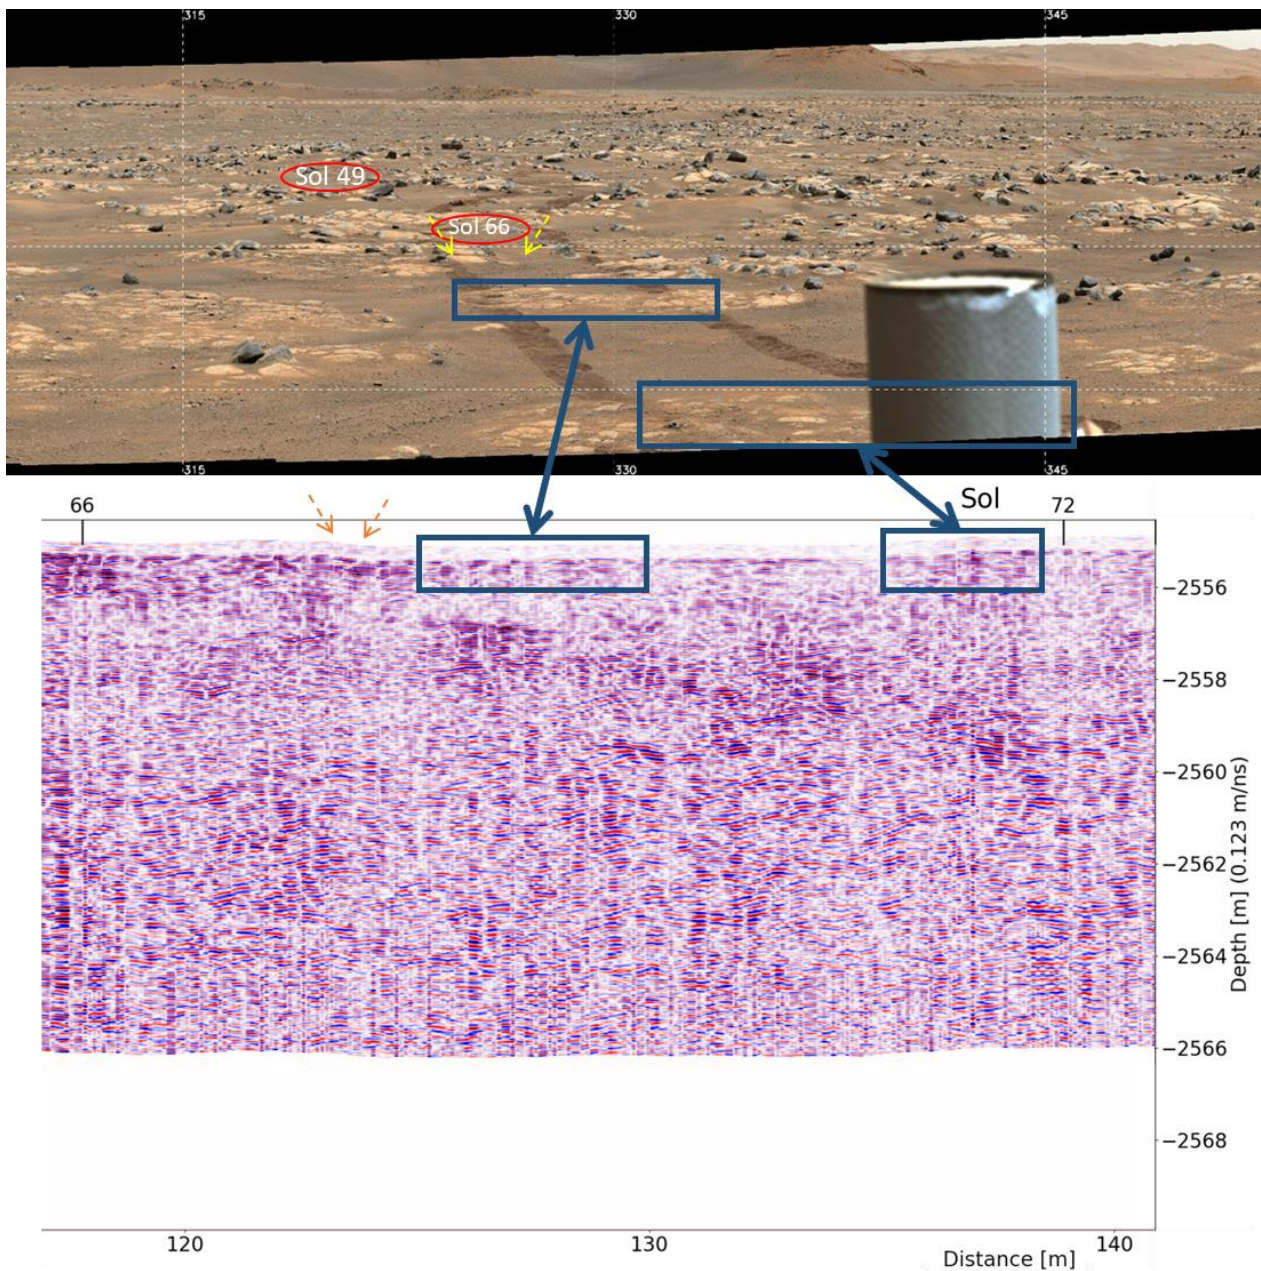 315 330 345
Sol 49
Sol 66
315 330 345
Sol
66 72
−2556
−2558
−2560
−2562
−2564
−2566
−2568
Depth [m] (0.123 m/ns)
120 130 140
Distance [m]